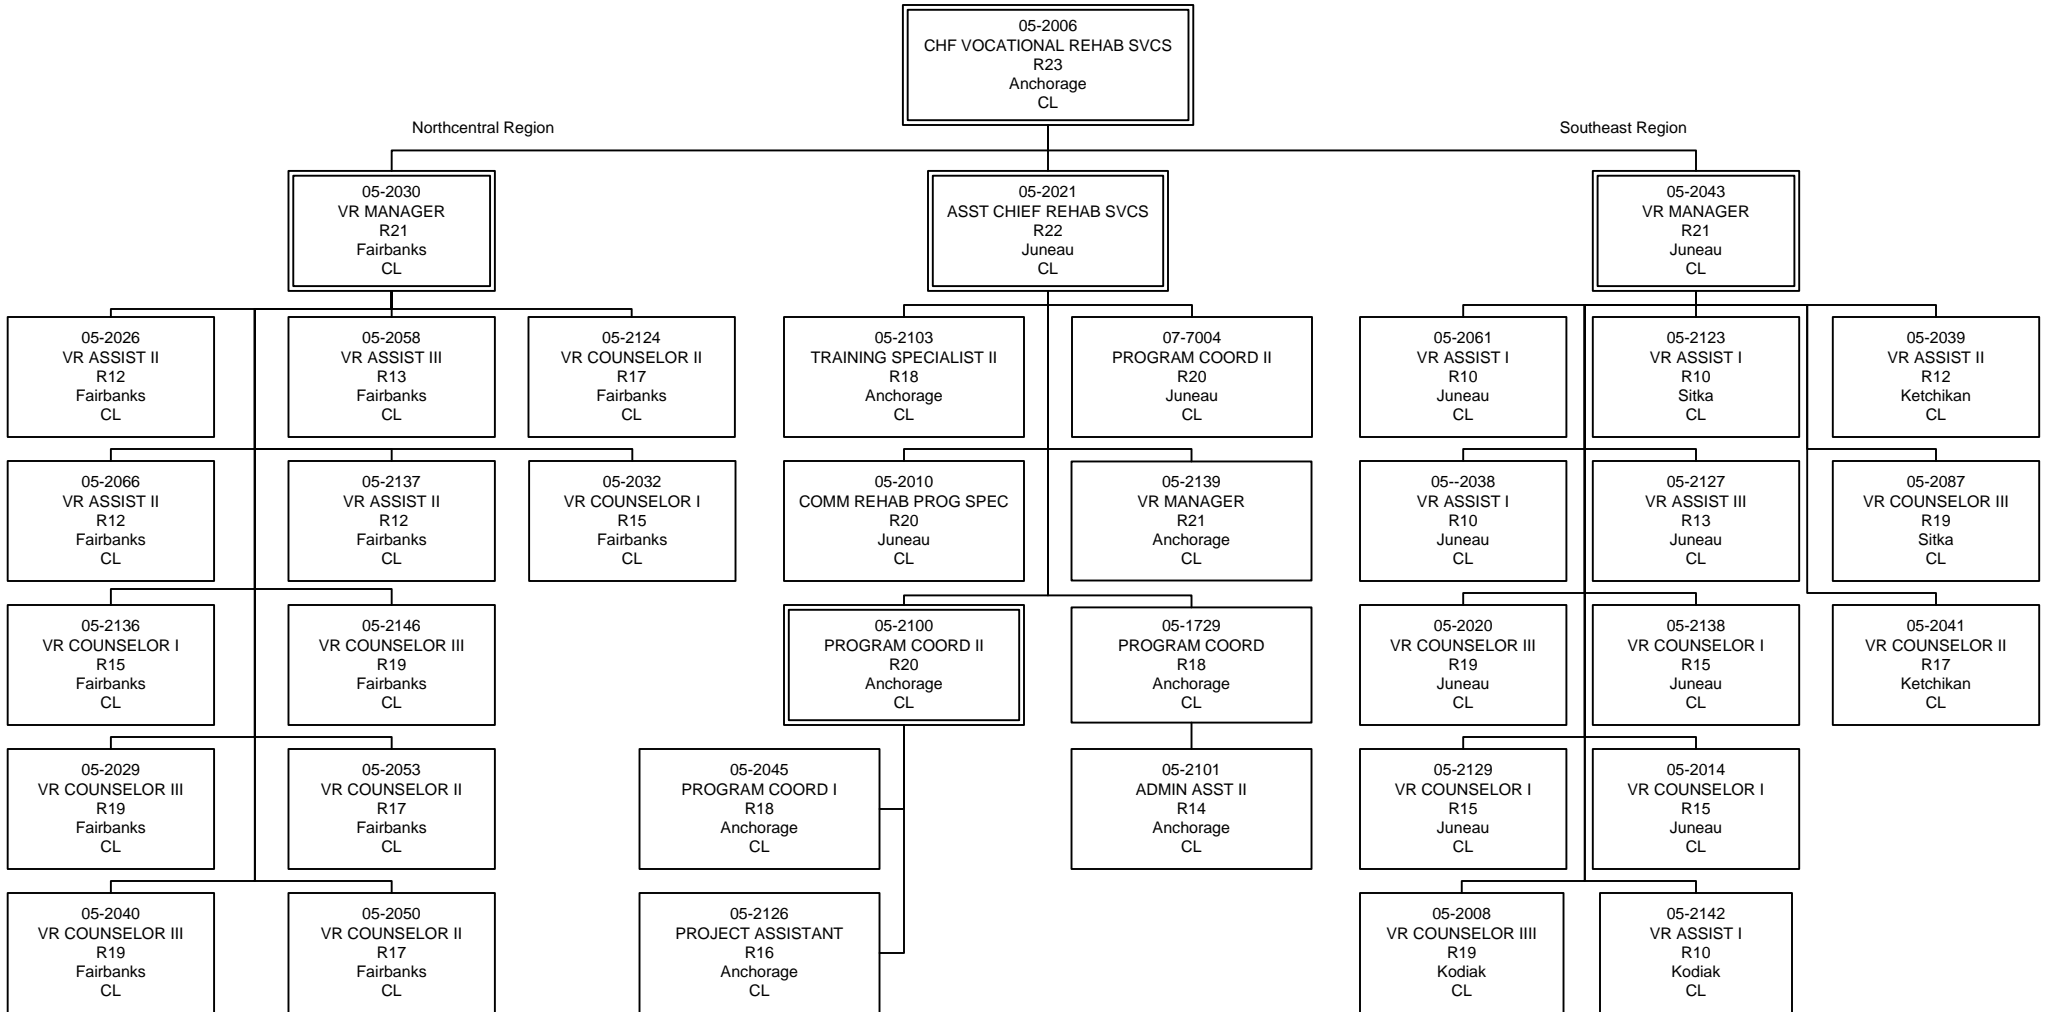 05-2006
CHF VOCATIONAL REHAB SVCS
R23
Anchorage
CL
Northcentral Region
Southeast Region
05-2030
VR MANAGER
R21
Fairbanks
CL
05-2021
ASST CHIEF REHAB SVCS
R22
Juneau
CL
05-2043
VR MANAGER
R21
Juneau
CL
05-2026
VR ASSIST II
R12
Fairbanks
CL
05-2058
VR ASSIST III
R13
Fairbanks
CL
05-2124
VR COUNSELOR II
R17
Fairbanks
CL
05-2103
TRAINING SPECIALIST II
R18
Anchorage
CL
07-7004
PROGRAM COORD II
R20
Juneau
CL
05-2061
VR ASSIST I
R10
Juneau
CL
05-2123
VR ASSIST I
R10
Sitka
CL
05-2039
VR ASSIST II
R12
Ketchikan
CL
05-2066
VR ASSIST II
R12
Fairbanks
CL
05-2137
VR ASSIST II
R12
Fairbanks
CL
05-2032
VR COUNSELOR I
R15
Fairbanks
CL
05-2010
COMM REHAB PROG SPEC
R20
Juneau
CL
05-2139
VR MANAGER
R21
Anchorage
CL
05--2038
VR ASSIST I
R10
Juneau
CL
05-2127
VR ASSIST III
R13
Juneau
CL
05-2087
VR COUNSELOR III
R19
Sitka
CL
05-2136
VR COUNSELOR I
R15
Fairbanks
CL
05-2146
VR COUNSELOR III
R19
Fairbanks
CL
05-2100
PROGRAM COORD II
R20
Anchorage
CL
05-1729
PROGRAM COORD
R18
Anchorage
CL
05-2020
VR COUNSELOR III
R19
Juneau
CL
05-2138
VR COUNSELOR I
R15
Juneau
CL
05-2041
VR COUNSELOR II
R17
Ketchikan
CL
05-2029
VR COUNSELOR III
R19
Fairbanks
CL
05-2053
VR COUNSELOR II
R17
Fairbanks
CL
05-2045
PROGRAM COORD I
R18
Anchorage
CL
05-2101
ADMIN ASST II
R14
Anchorage
CL
05-2129
VR COUNSELOR I
R15
Juneau
CL
05-2014
VR COUNSELOR I
R15
Juneau
CL
05-2040
VR COUNSELOR III
R19
Fairbanks
CL
05-2050
VR COUNSELOR II
R17
Fairbanks
CL
05-2126
PROJECT ASSISTANT
R16
Anchorage
CL
05-2008
VR COUNSELOR IIII
R19
Kodiak
CL
05-2142
VR ASSIST I
R10
Kodiak
CL